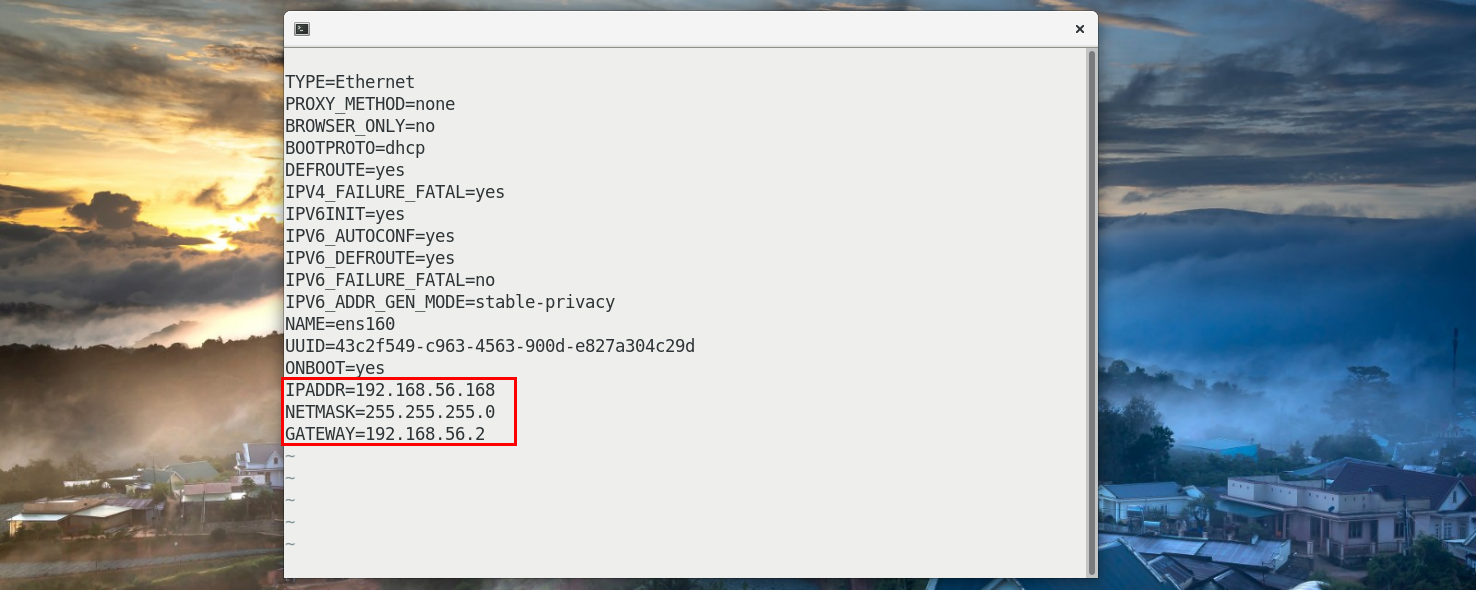 TYPE=Ethernet
PROXY_METHOD=none
BROWSER_ONLY=no
BOOTPROTO=dhcp
DEFROUTE=yes
IPV4_FAILURE_FATAL=yes
IPV6INIT=yes
IPV6_AUTOCONF=yes
IPV6_DEFROUTE=yes
IPV6_FAILURE_FATAL=no
IPV6_ADDR_GEN_MODE=stable-privacy
NAME=ens160
UUID=43c2f549-c963-4563-900d-e827a304c29d
ONBOOT=yes
IPADDR=192.168.56.168
NETMASK=255.255.255.0
GATEWAY=192.168.56.2
~
~
~
~
~